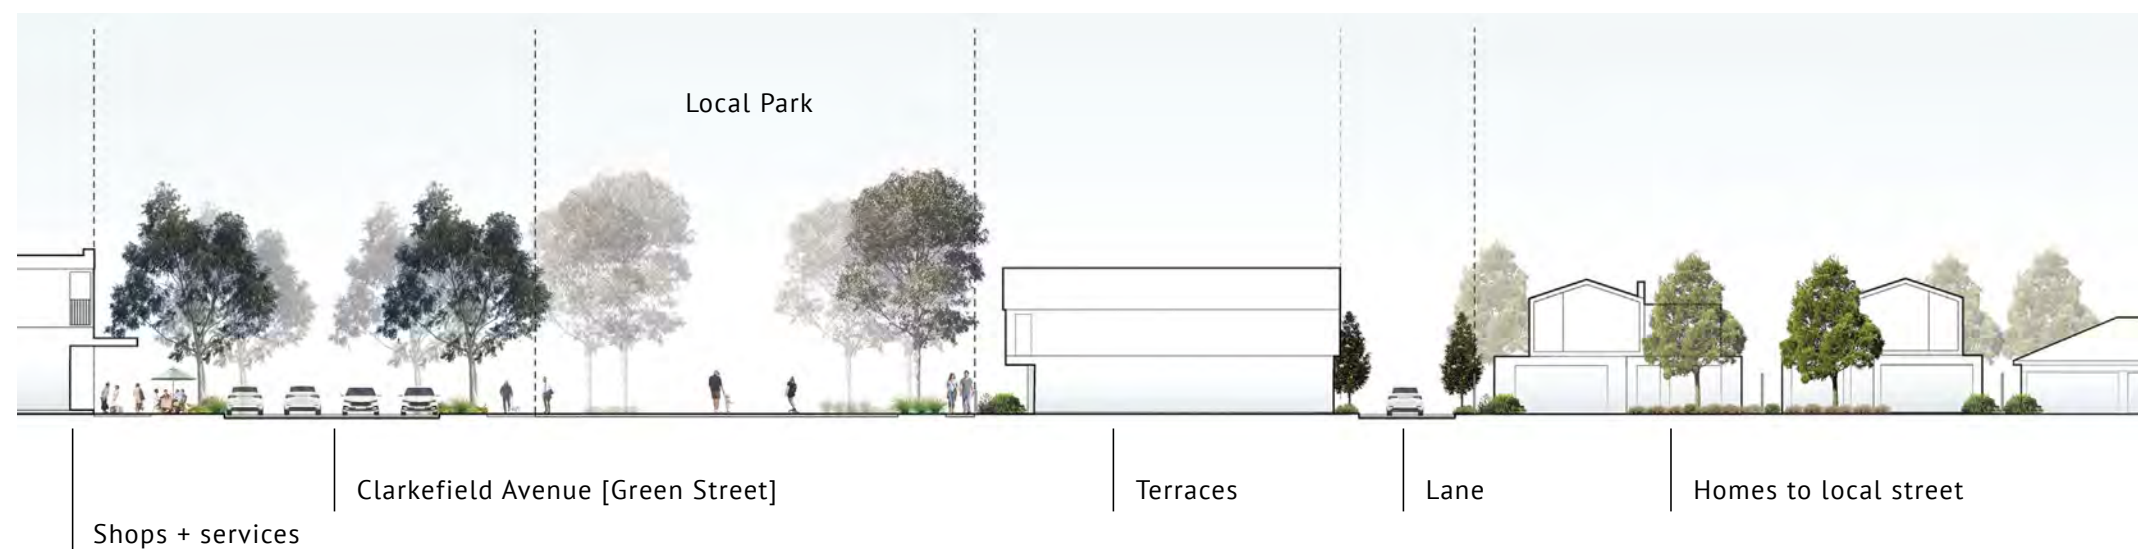 Local Park
Clarkefield Avenue [Green Street]
Terraces
Lane
Homes to local street
Shops + services